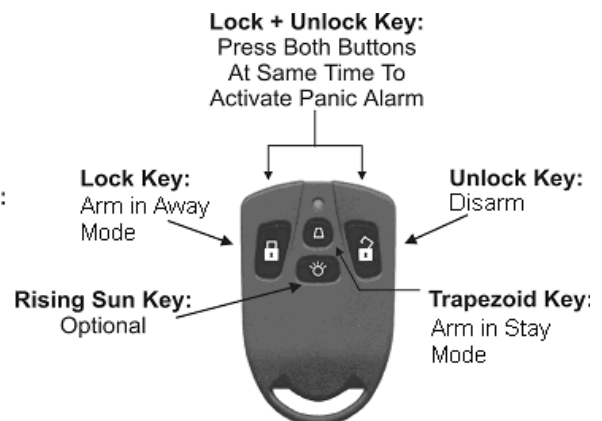 Lock + Unlock Key:
Press Both Buttons
At Same Time To
Activate Panic Alarm
Lock Key:
Arm in Away
Mode
Unlock Key:
Disarm
:
Rising Sun Key:
Optional
Trapezoid Key:
Arm in Stay
Mode